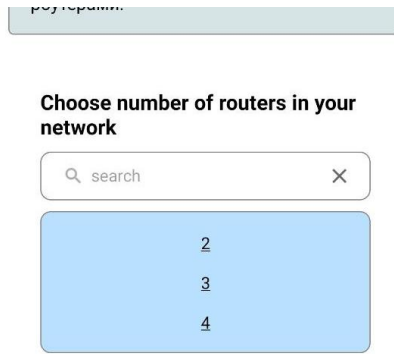 роутерами.
Choose number of routers in your
network
search
2
3
4